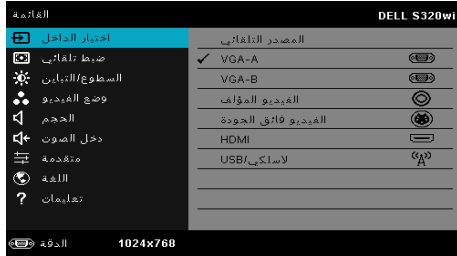 القائمة
DELL S320wi
اختيار الداخل
ضبط تلقائي
السطوع/التباين
وضع الفيديو
الحجم
دخل الصوت
متقدمة
اللغة
تعليمات
المصدر التلقائي
VGA-A
VGA-B
الفيديو المؤلف
الفيديو فائق الجودة
HDMI
لاسلكي/USB
الدقة 1024x768